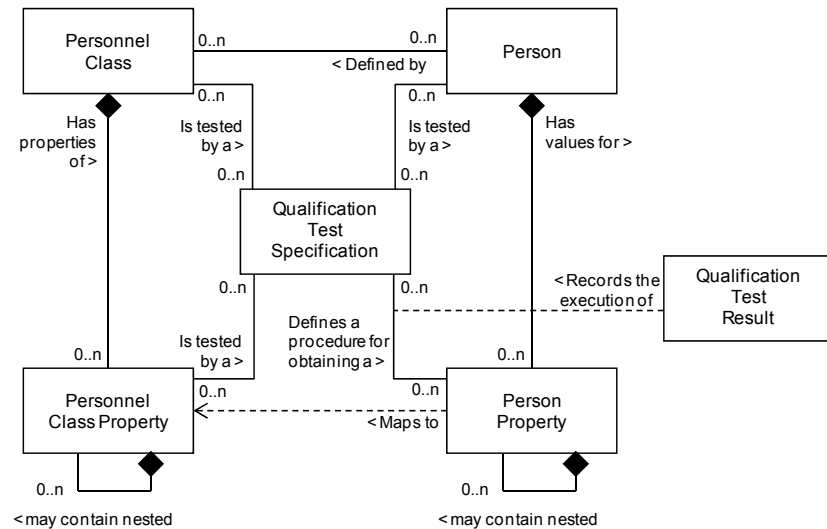 Personnel
Class
0..n
0..n
Person
< Defined by
0..n
0..n
Has
properties
of >
Is tested
by a >
Is tested
by a >
Has
values for >
0..n
0..n
Qualification
Test
Specification
0..n
0..n
< Records the
execution of
Qualification
Test
Result
Defines a
procedure for
obtaining a >
Is tested
by a >
0..n
0..n
Personnel
Class Property
0..n
0..n
Person
Property
< Maps to
0..n
0..n
< may contain nested
< may contain nested